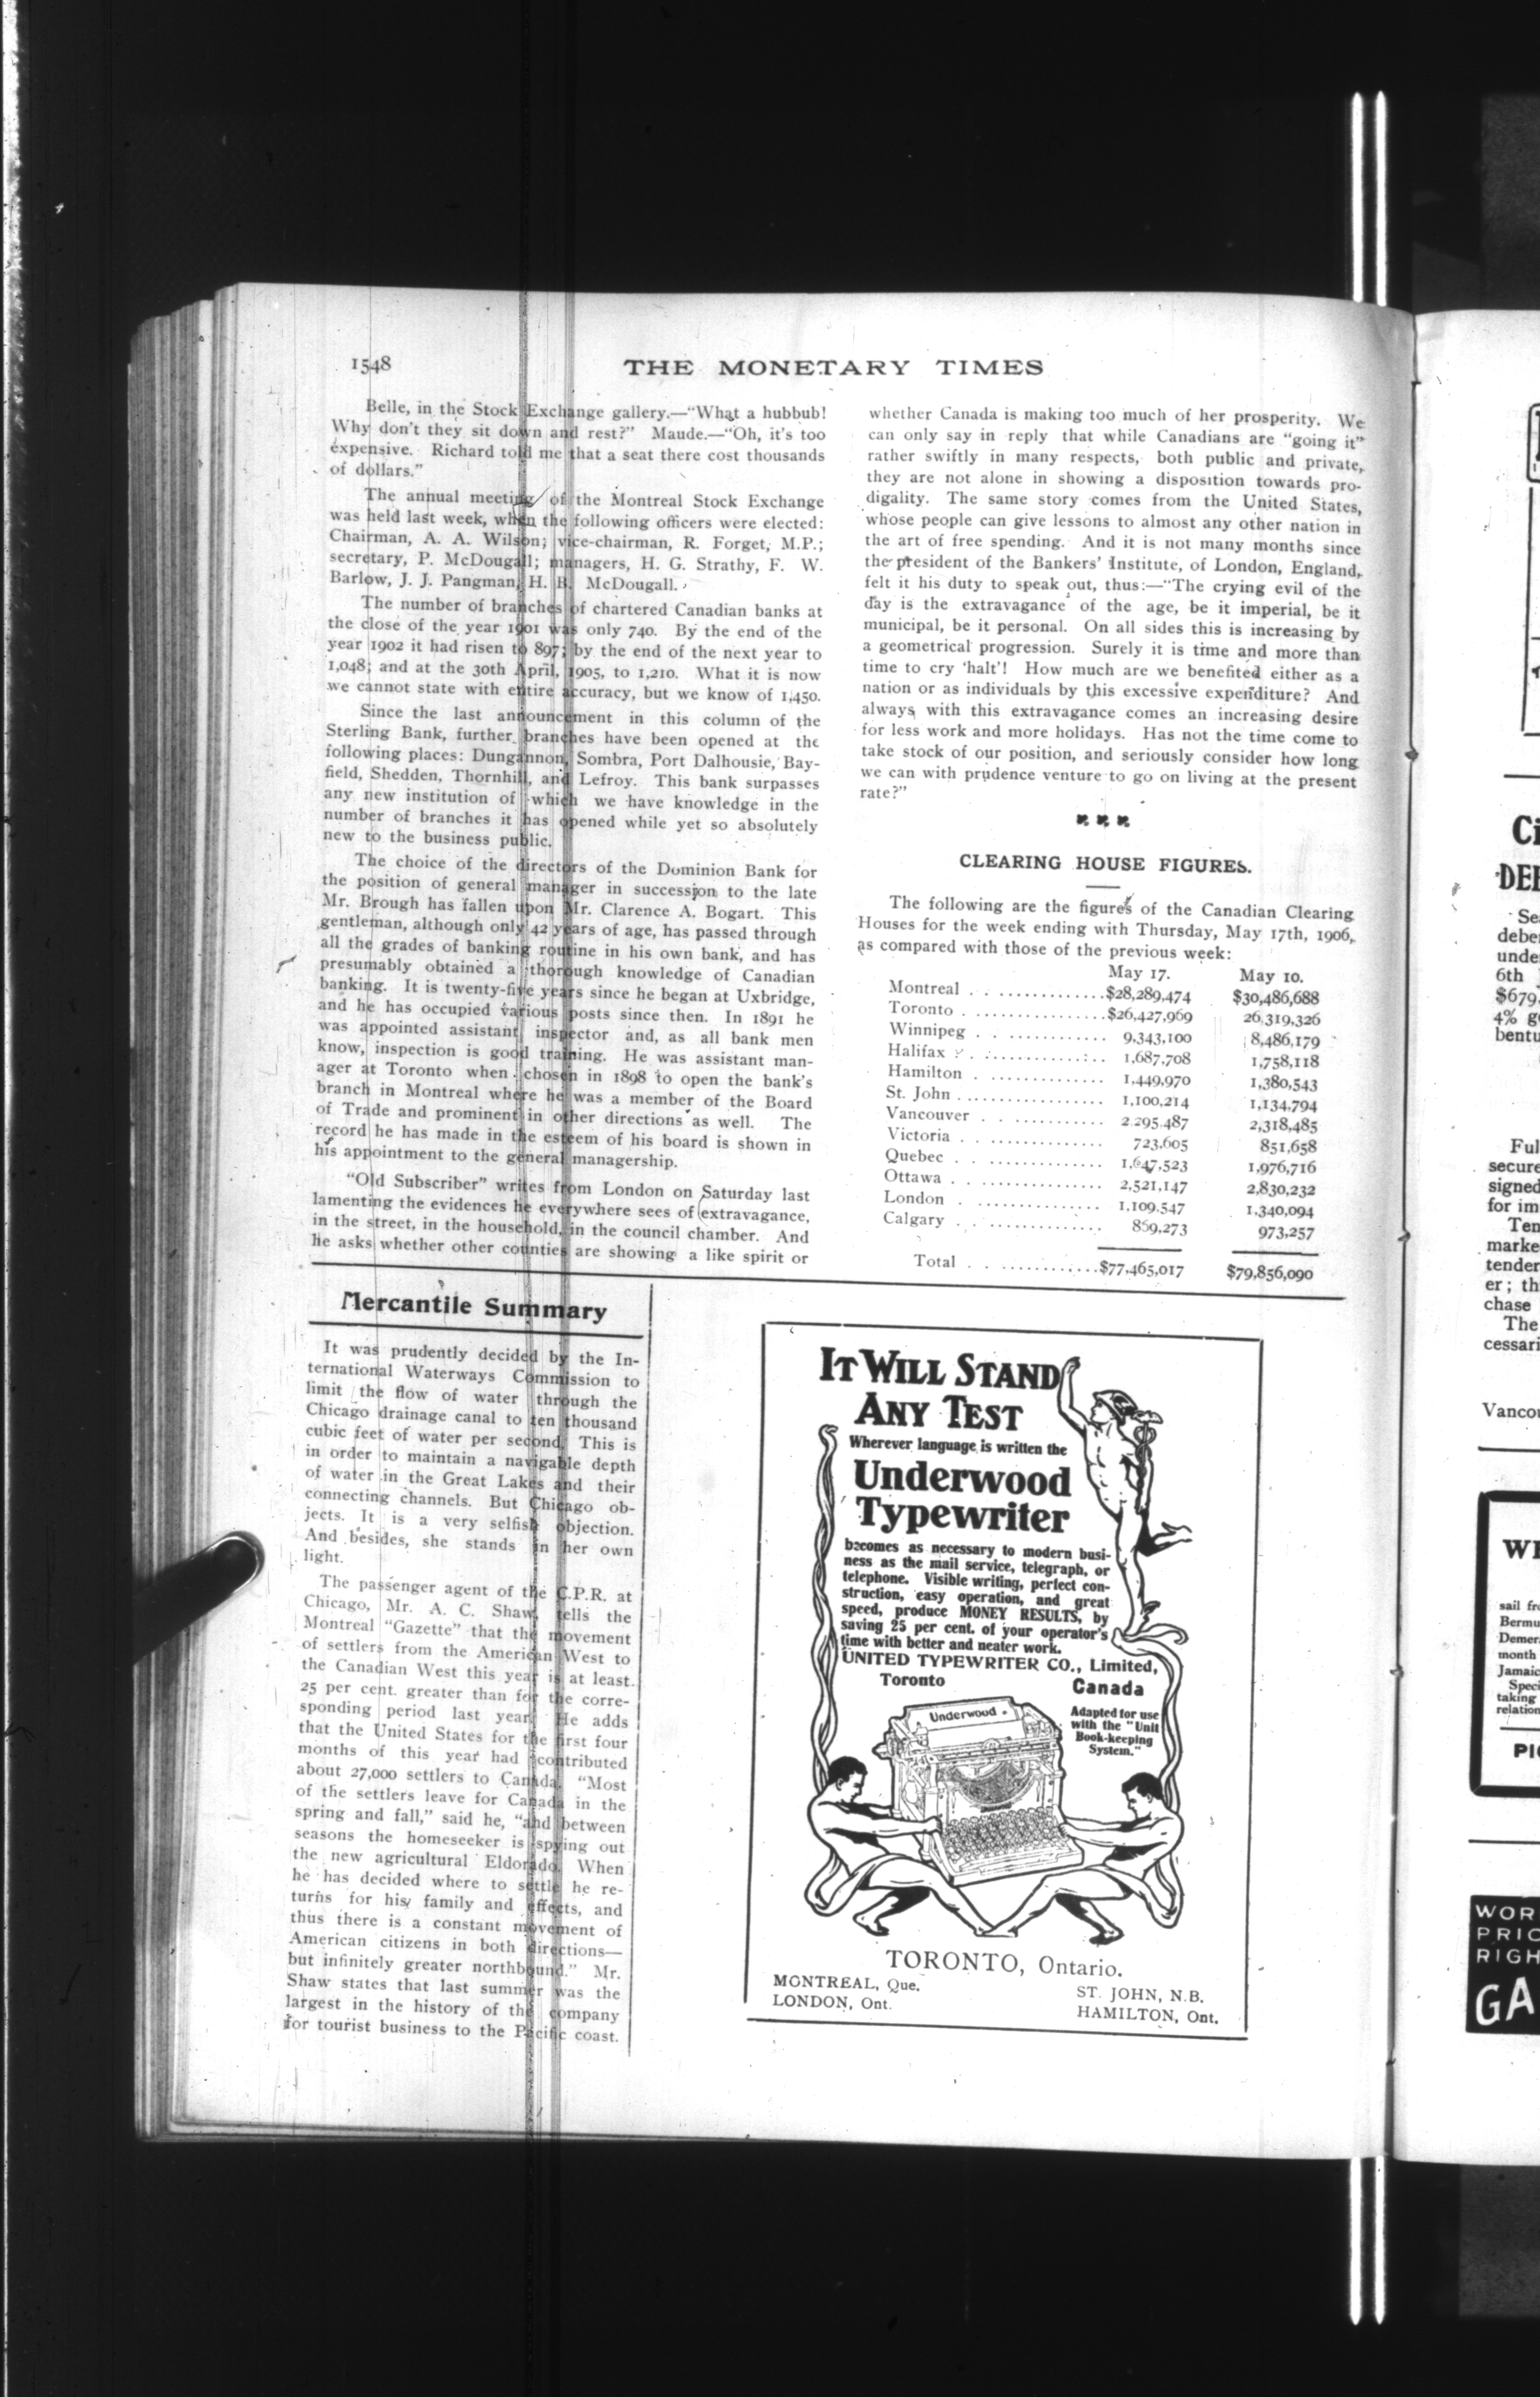 1548
THE MONETARY TIMES
Belle, in the Stock Exchange gallery.—"What a hubbub!
Why don't they sit down and rest?" Maude.—"Oh, it's too
expensive. Richard told me that a seat there cost thousands
of dollars."
The annual meeting of the Montreal Stock Exchange
was held last week, when the following officers were elected:
Chairman, A. A. Wilson; vice-chairman, R. Forget, M.P.;
secretary, P. McDougall; managers, H. G. Strathy, F. W.
Barlow, J. J. Pangman, H. B. McDougall.
The number of branches of chartered Canadian banks at
the close of the year 1901 was only 740. By the end of the
year 1902 it had risen to 897; by the end of the next year to
1,048; and at the 30th April, 1905, to 1,210. What it is now
we cannot state with entire accuracy, but we know of 1,450.
Since the last announcement in this column of the
Sterling Bank, further branches have been opened at the
following places: Dungannon, Sombra, Port Dalhousie, Bay-
field, Shedden, Thornhill, and Lefroy. This bank surpasses
any new institution of which we have knowledge in the
number of branches it has opened while yet so absolutely
new to the business public.
The choice of the directors of the Dominion Bank for
the position of general manager in succession to the late
Mr. Brough has fallen upon Mr. Clarence A. Bogart. This
gentleman, although only 42 years of age, has passed through
all the grades of banking routine in his own bank, and has
presumably obtained a thorough knowledge of Canadian
banking. It is twenty-five years since he began at Uxbridge,
and he has occupied various posts since then. In 1891 he
was appointed assistant inspector and, as all bank men
know, inspection is good training. He was assistant man-
ager at Toronto when chosen in 1898 to open the bank's
branch in Montreal where he was a member of the Board
of Trade and prominent in other directions as well. The
record he has made in the esteem of his board is shown in
his appointment to the general managership.
"Old Subscriber" writes from London on Saturday last
lamenting the evidences he everywhere sees of extravagance,
in the street, in the household, in the council chamber. And
he asks whether other counties are showing a like spirit or
whether Canada is making too much of her prosperity. We
can only say in reply that while Canadians are "going it"
rather swiftly in many respects, both public and private,
they are not alone in showing a disposition towards pro-
digality. The same story comes from the United States,
whose people can give lessons to almost any other nation in
the art of free spending. And it is not many months since
the president of the Bankers' Institute, of London, England,
felt it his duty to speak out, thus:—"The crying evil of the
day is the extravagance of the age, be it imperial, be it
municipal, be it personal. On all sides this is increasing by
a geometrical progression. Surely it is time and more than
time to cry 'halt'! How much are we benefited either as a
nation or as individuals by this excessive expenditure? And
always with this extravagance comes an increasing desire
for less work and more holidays. Has not the time come to
take stock of our position, and seriously consider how long
we can with prudence venture to go on living at the present
rate?"
CLEARING HOUSE FIGURES.
The following are the figures of the Canadian Clearing
Houses for the week ending with Thursday, May 17th, 1906,
as compared with those of the previous week:
May 17. May 10.
Montreal . . .............$28,289,474 $30,486,688
Toronto . ................$26,427,969 26,319,326
Winnipeg . . ............. 9,343,100 8,486,179
Halifax . . .............. 1,687,708 1,758,118
Hamilton . ............... 1,449,970 1,380,543
St. John . ................ 1,100,214 1,134,794
Vancouver . . ............ 2,295,487 2,318,485
Victoria . . .............. 723,605 851,658
Quebec . . ............... 1,647,523 1,976,716
Ottawa . . ............... 2,521,147 2,830,232
London . ................ 1,109,547 1,340,094
Calgary . . .............. 869,273 973,257
Total . . .............$77,465,017 $79,856,090
Mercantile Summary
It was prudently decided by the In-
ternational Waterways Commission to
limit the flow of water through the
Chicago drainage canal to ten thousand
cubic feet of water per second. This is
in order to maintain a navigable depth
of water in the Great Lakes and their
connecting channels. But Chicago ob-
jects. It is a very selfish objection.
And besides, she stands in her own
light.
The passenger agent of the C.P.R. at
Chicago, Mr. A. C. Shaw, tells the
Montreal "Gazette" that the movement
of settlers from the American West to
the Canadian West this year is at least
25 per cent. greater than for the corre-
sponding period last year. He adds
that the United States for the first four
months of this year had contributed
about 27,000 settlers to Canada. "Most
of the settlers leave for Canada in the
spring and fall," said he, "and between
seasons the homeseeker is spying out
the new agricultural Eldorado. When
he has decided where to settle he re-
turns for his family and effects, and
thus there is a constant movement of
American citizens in both directions—
but infinitely greater northbound." Mr.
Shaw states that last summer was the
largest in the history of the company
for tourist business to the Pacific coast.
IT WILL STAND
ANY TEST
Wherever language is written the
Underwood
Typewriter
becomes as necessary to modern busi-
ness as the mail service, telegraph, or
telephone. Visible writing, perfect con-
struction, easy operation, and great
speed, produce MONEY RESULTS, by
saving 25 per cent. of your operator's
time with better and neater work.
UNITED TYPEWRITER CO., Limited,
Toronto Canada
Adapted for use
with the "Unit
Book-keeping
System."
Underwood
TORONTO, Ontario.
MONTREAL, Que. ST. JOHN, N.B.
LONDON, Ont. HAMILTON, Ont.
6th
$679,
4%
Ful
secure
signed
for im
Ten
marke
tender
er; th
chase
The
cessari
Vancou
sail fr
Bermu
Demer
month
Jamaic
Speci
taking
relation
WOR
PRIC
RIGH
GA